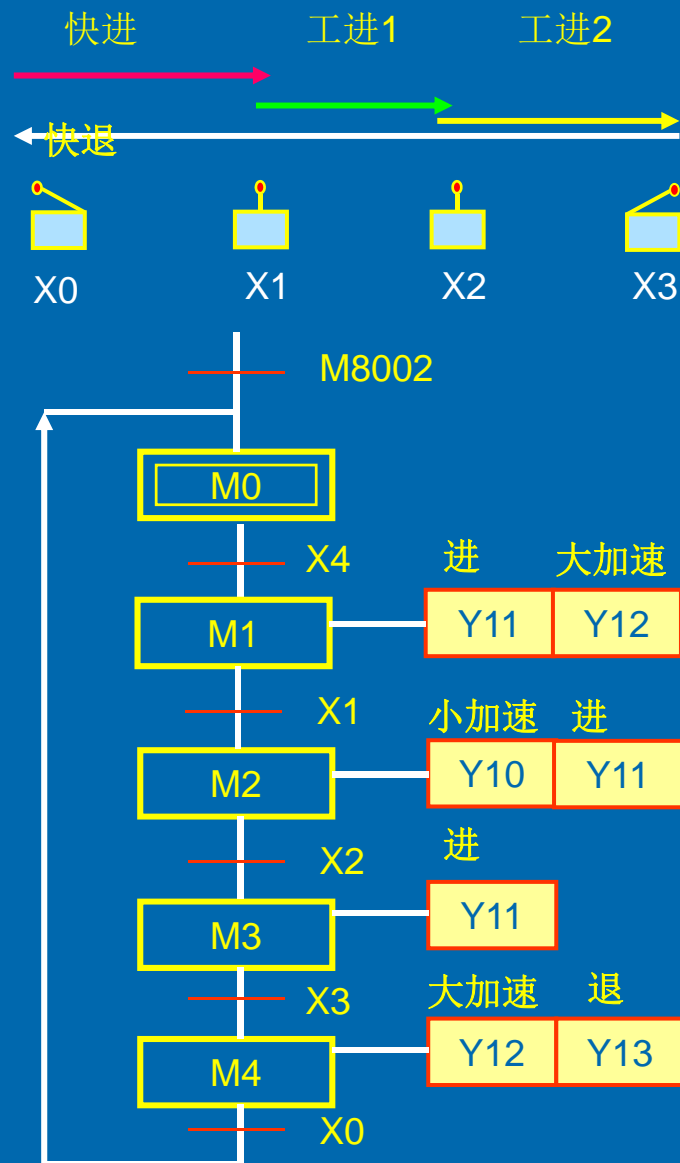 快进 工进1 工进2
快退
X0 X1 X2 X3
M8002
M0
X4 进 大加速
M1 Y11 Y12
X1 小加速 进
M2 Y10 Y11
X2 进
M3 Y11
X3 大加速 退
M4 Y12 Y13
X0